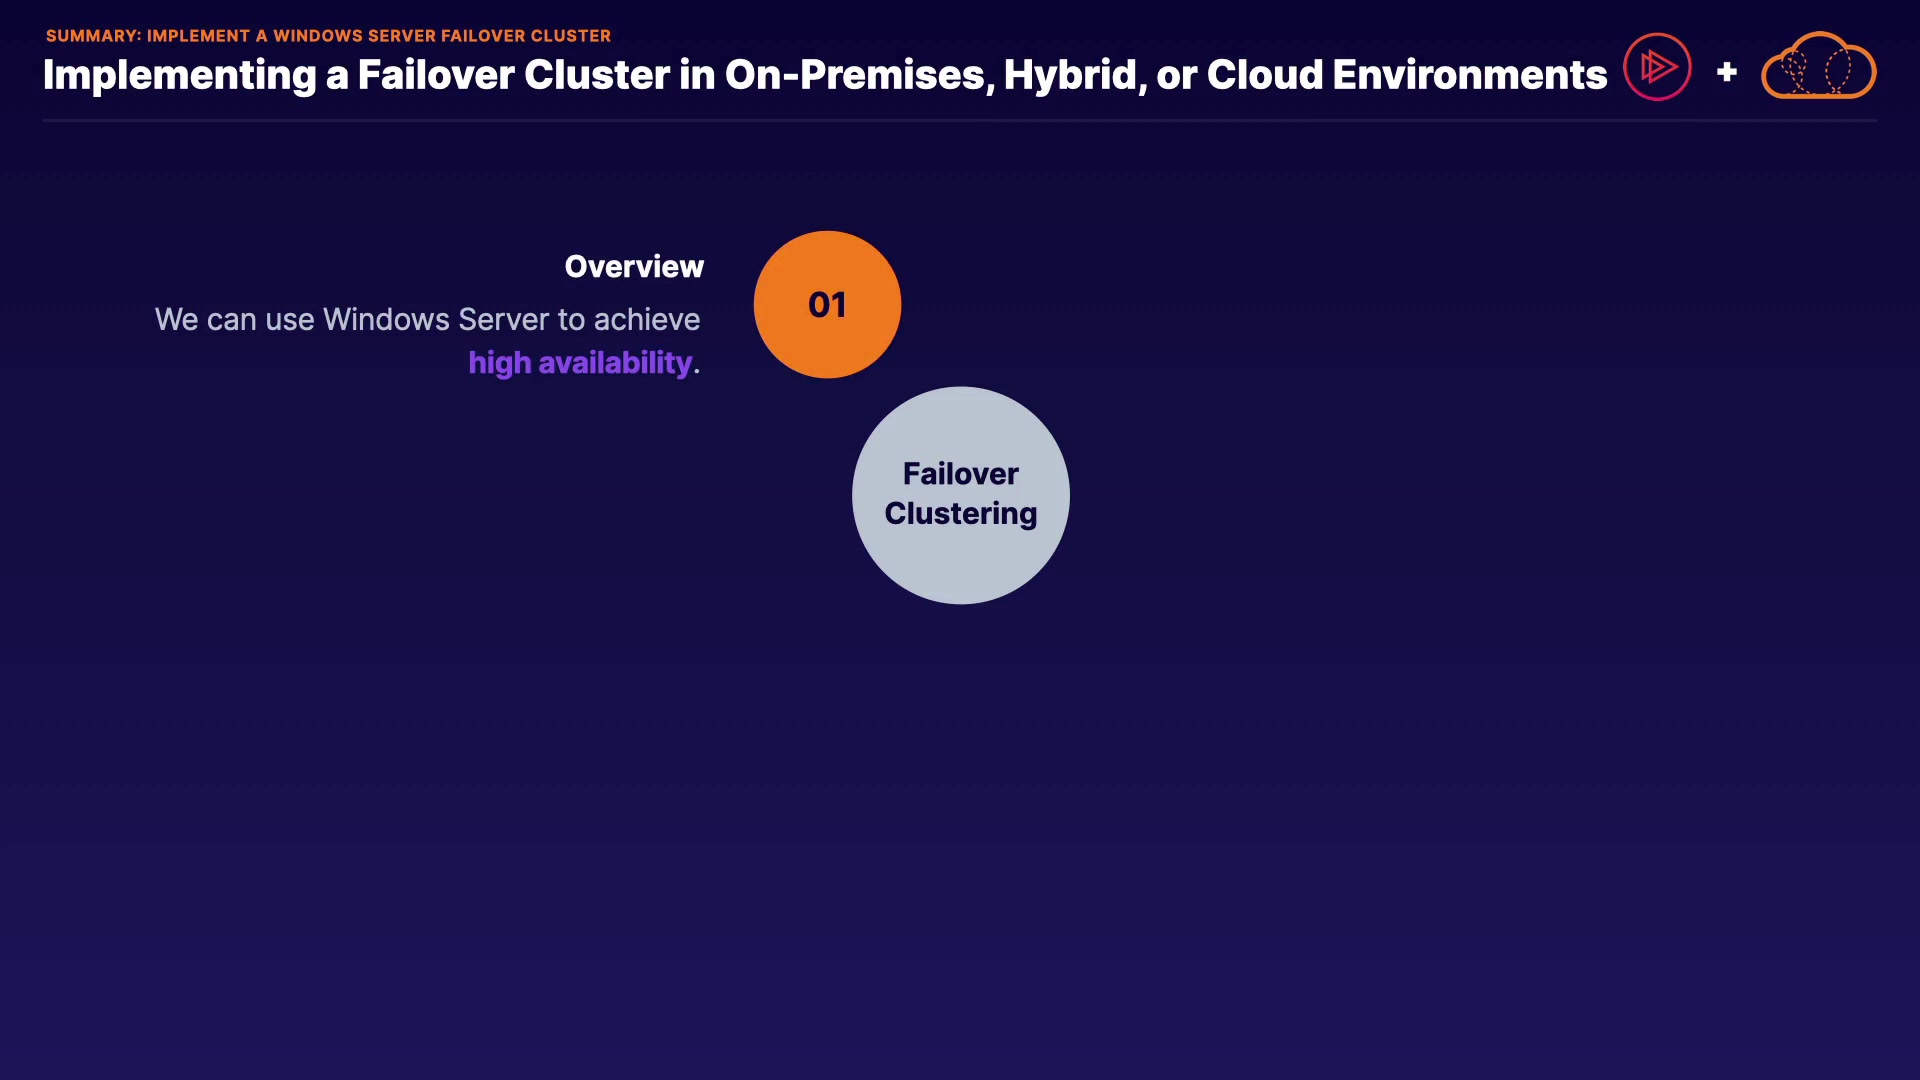 SUMMARY: IMPLEMENT A WINDOWS SERVER FAILOVER CLUSTER
Implementing a Failover Cluster in On-Premises, Hybrid, or Cloud Environments
+
Overview
We can use Windows Server to achieve
high availability.
01
Failover
Clustering